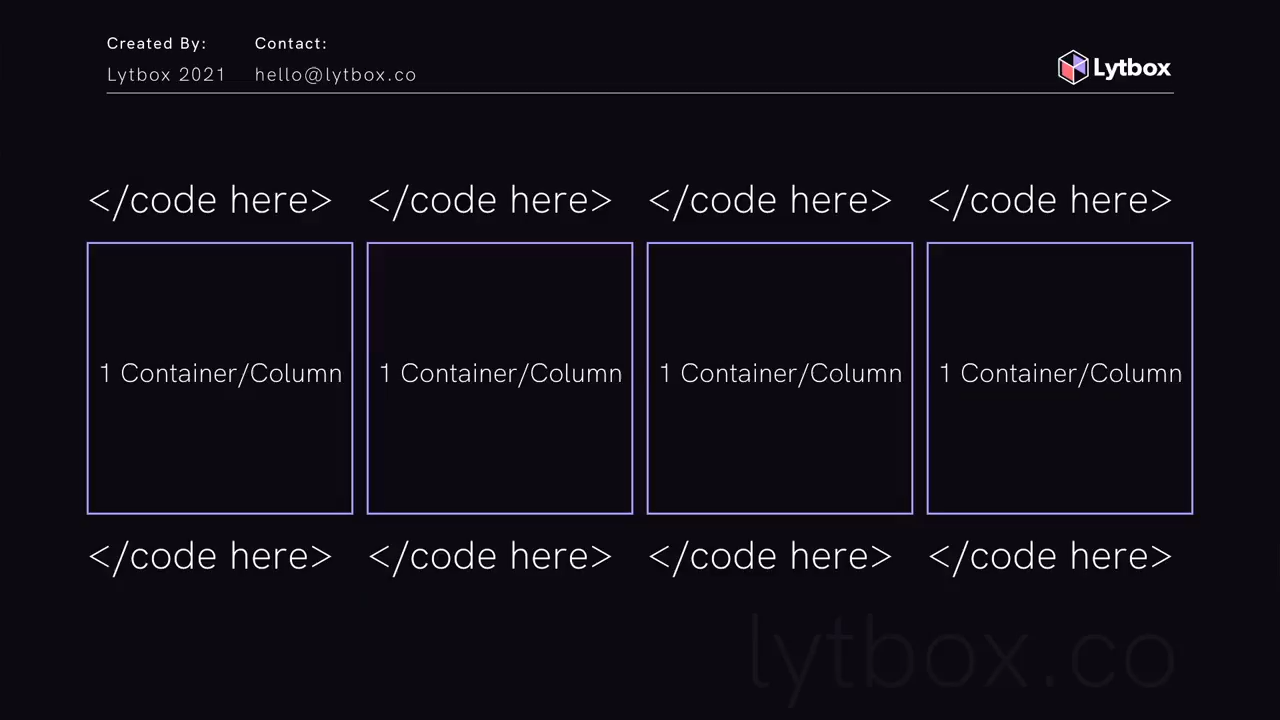 Created By: Contact:
Lytbox 2021 hello@lytbox.co
Lytbox
</code here> </code here> </code here> </code here>
1 Container/Column 1 Container/Column 1 Container/Column 1 Container/Column
</code here> </code here> </code here> </code here>
lytbox.co